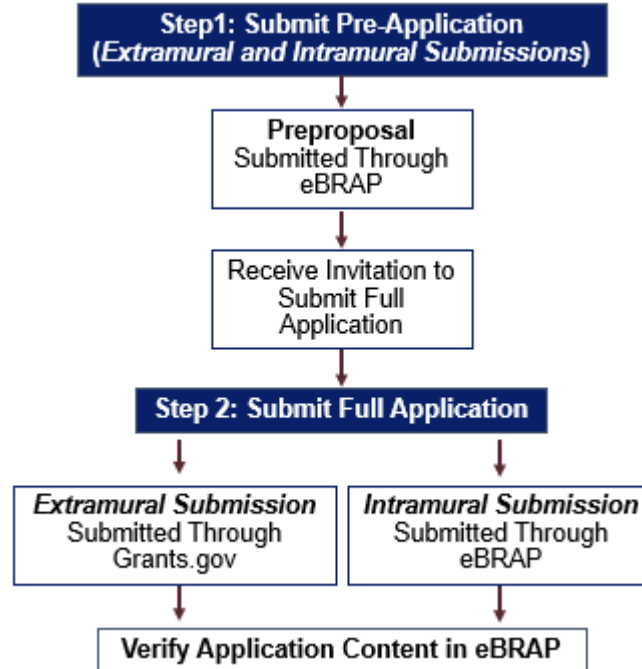 Step1: Submit Pre-Application
(Extramural and Intramural Submissions)
Preproposal
Submitted Through
eBRAP
Receive Invitation to
Submit Full
Application
Step 2: Submit Full Application
Extramural Submission
Submitted Through
Grants.gov
Intramural Submission
Submitted Through
eBRAP
Verify Application Content in eBRAP